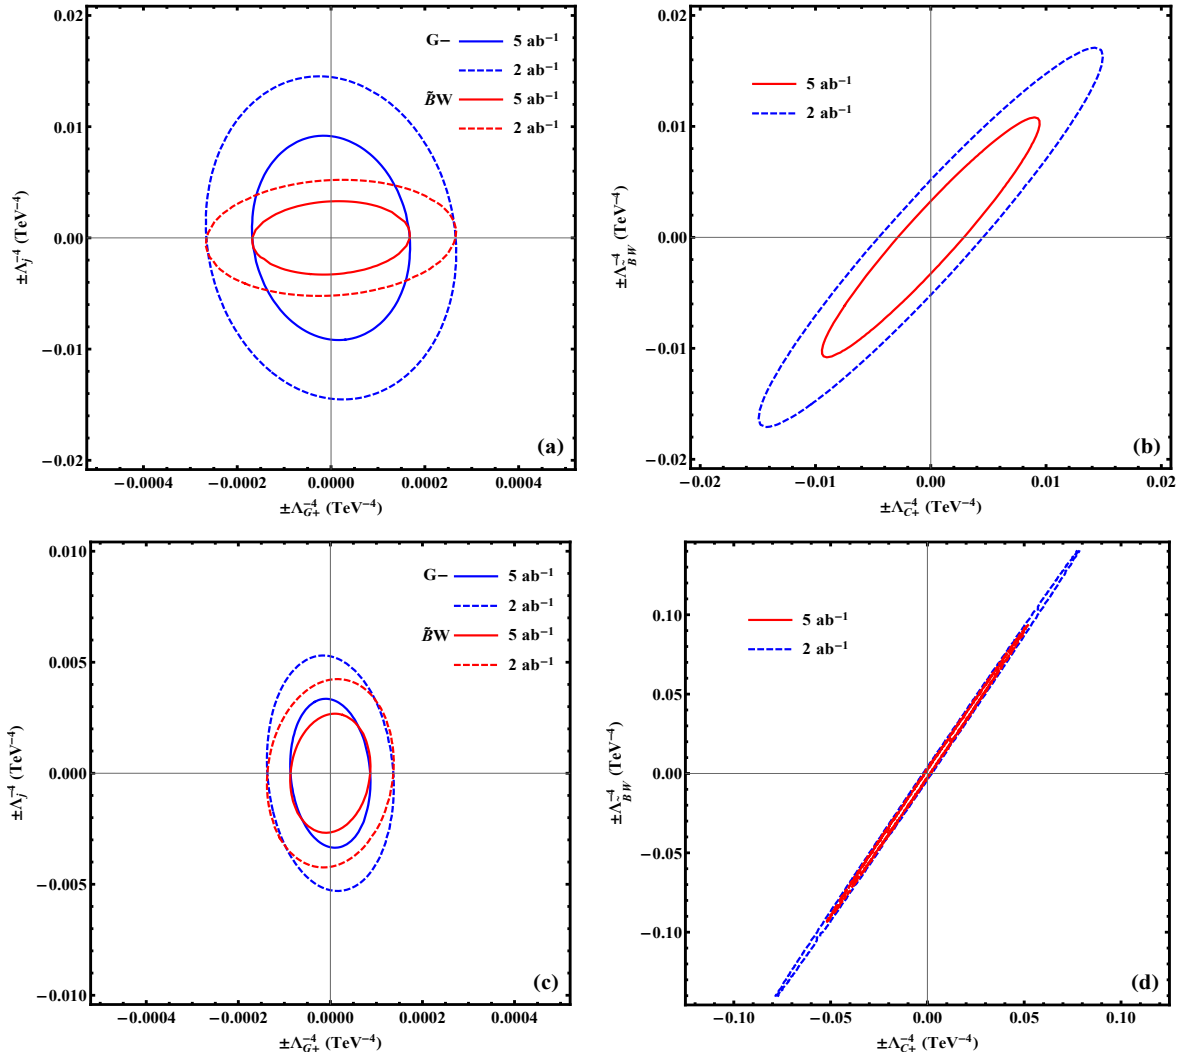 0.02
0.01
0.00
−0.01
−0.02
±Λ_j^{−4} (TeV^{−4})
G− 5 ab⁻¹
2 ab⁻¹
B̃W 5 ab⁻¹
2 ab⁻¹
(a)
−0.0004 −0.0002 0.0000 0.0002 0.0004
±Λ_{G+}^{−4} (TeV^{−4})
0.02
0.01
0.00
−0.01
−0.02
±Λ_{B̃W}^{−4} (TeV^{−4})
5 ab⁻¹
2 ab⁻¹
(b)
−0.02 −0.01 0.00 0.01 0.02
±Λ_{C+}^{−4} (TeV^{−4})
0.010
0.005
0.000
−0.005
−0.010
±Λ_j^{−4} (TeV^{−4})
G− 5 ab⁻¹
2 ab⁻¹
B̃W 5 ab⁻¹
2 ab⁻¹
(c)
−0.0004 −0.0002 0.0000 0.0002 0.0004
±Λ_{G+}^{−4} (TeV^{−4})
0.10
0.05
0.00
−0.05
−0.10
±Λ_{B̃W}^{−4} (TeV^{−4})
5 ab⁻¹
2 ab⁻¹
(d)
−0.10 −0.05 0.00 0.05 0.10
±Λ_{C+}^{−4} (TeV^{−4})